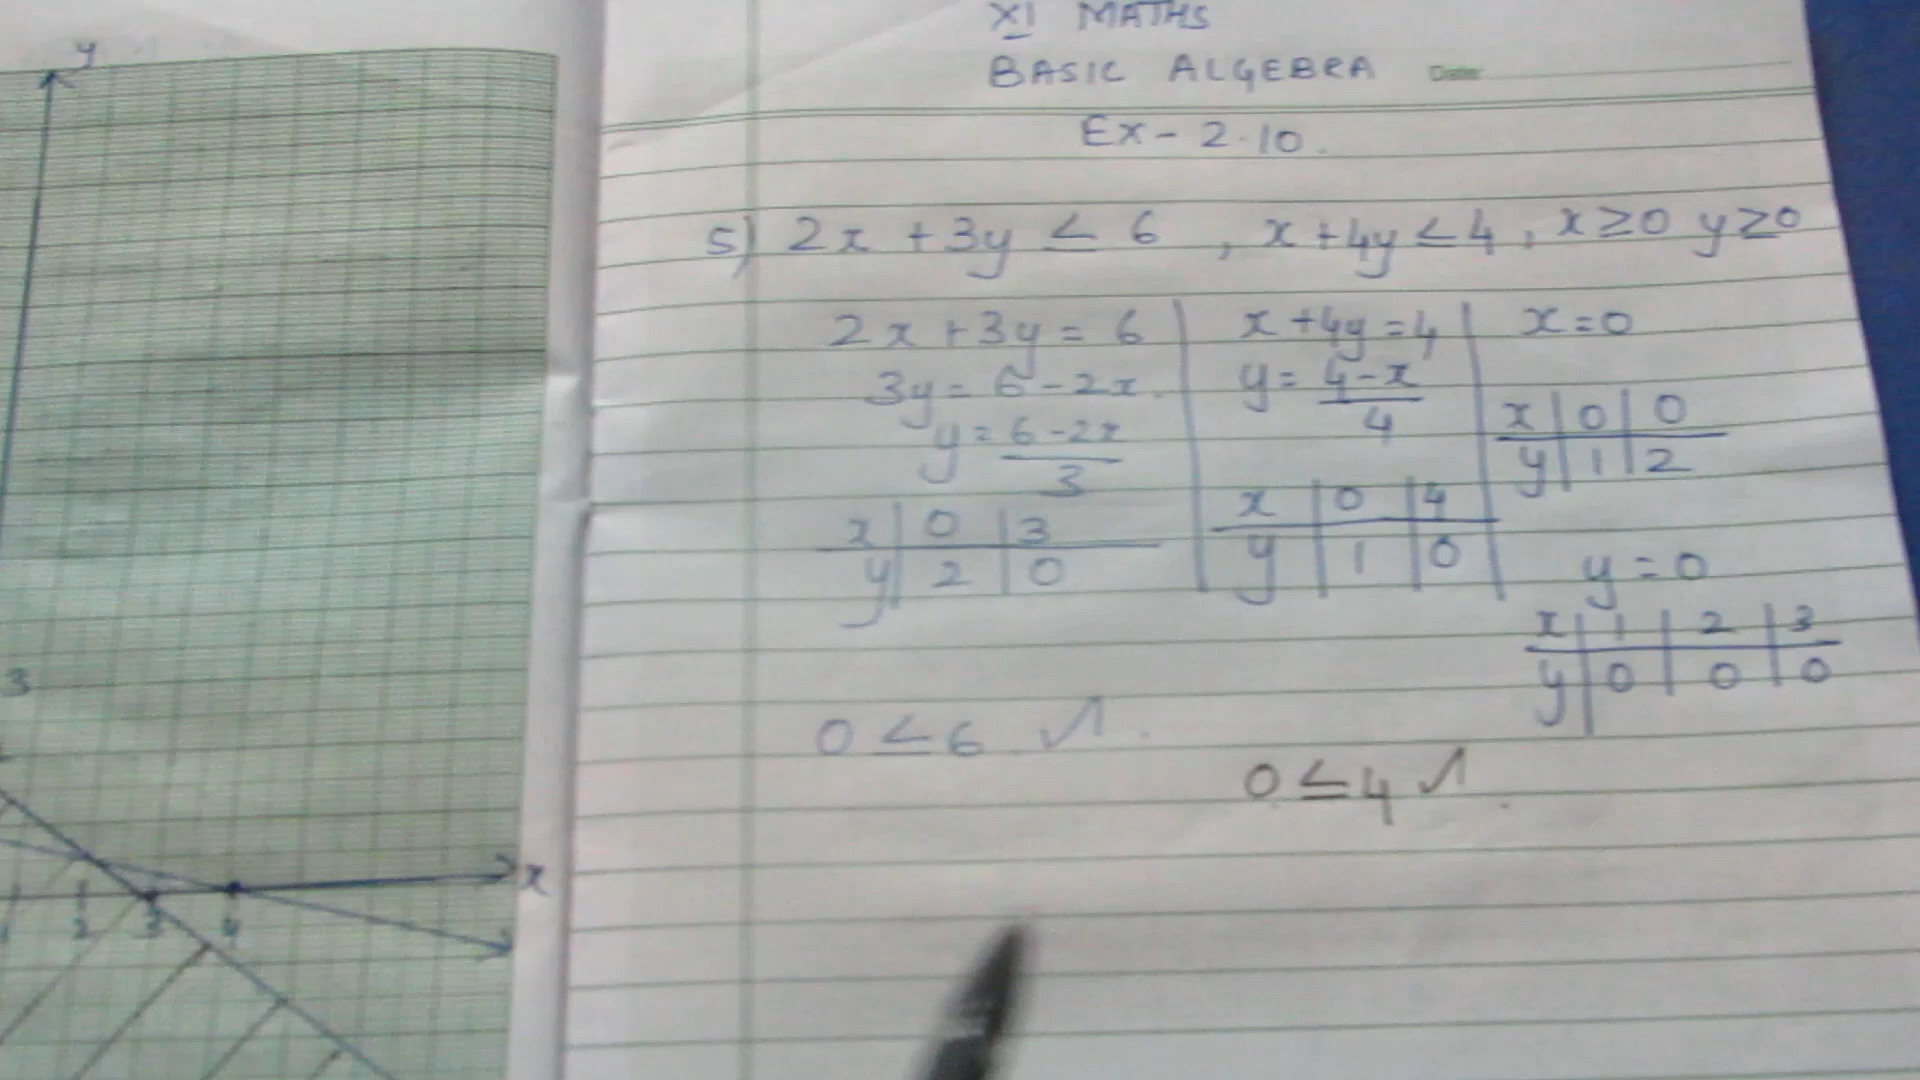 XI MATHS
BASIC ALGEBRA Date
Ex - 2.10.
5) 2x + 3y ≤ 6 , x + 4y ≤ 4 , x ≥ 0 y ≥ 0
2x + 3y = 6
3y = 6 - 2x
y = 6 - 2x / 3
x | 0 | 3
y | 2 | 0
x + 4y = 4
y = 4 - x / 4
x | 0 | 4
y | 1 | 0
x = 0
x | 0 | 0
y | 1 | 2
y = 0
x | 1 | 2 | 3
y | 0 | 0 | 0
0 ≤ 6
0 ≤ 4
y
3
x
1 2 3 4